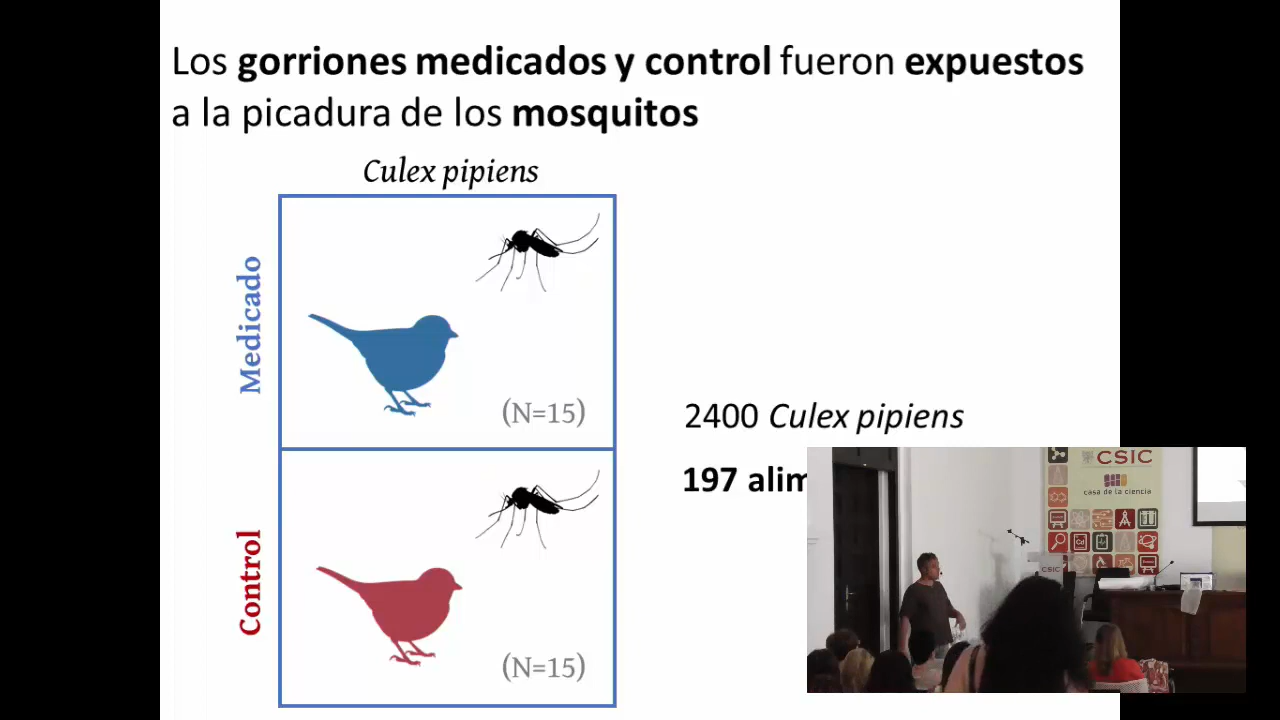 Los gorriones medicados y control fueron expuestos
a la picadura de los mosquitos
Culex pipiens
Medicado
(N=15)
2400 Culex pipiens
197 alim
Control
(N=15)
CSIC
casa de la ciencia
CSIC